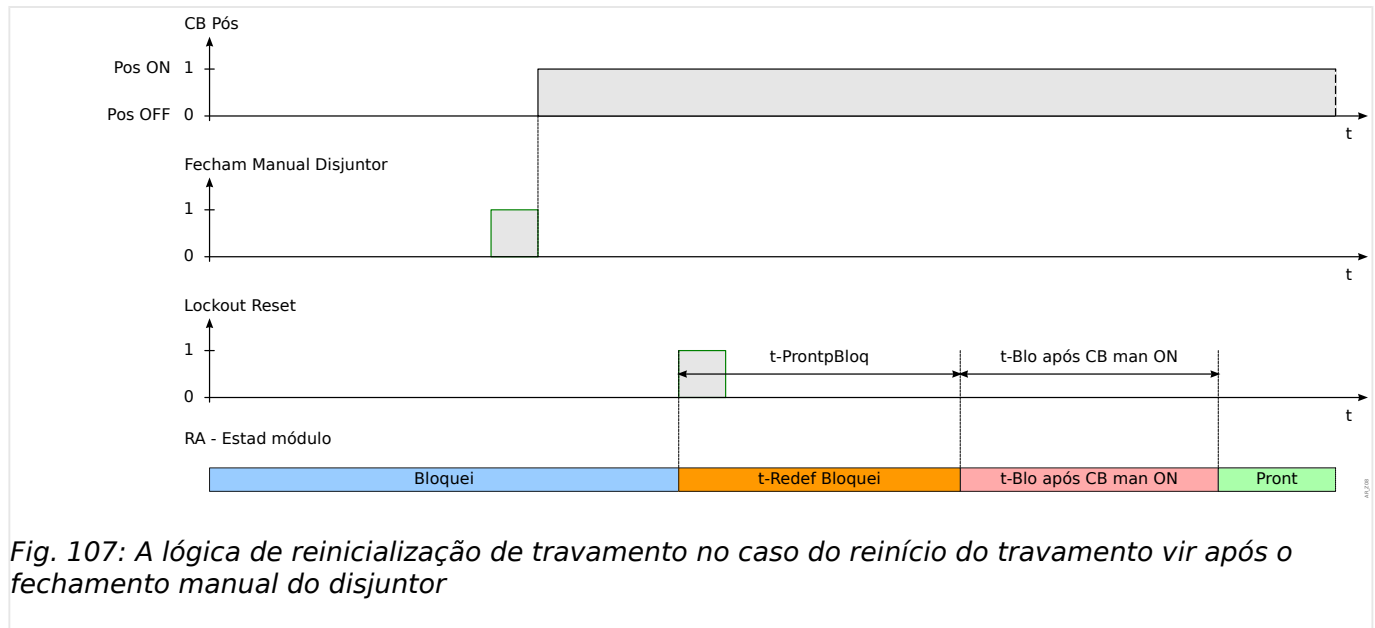 CB Pós
Pos ON 1
Pos OFF 0
t
Fecham Manual Disjuntor
1
0
t
Lockout Reset
1
t-ProntpBloq
t-Blo após CB man ON
0
t
RA - Estad módulo
Bloquei
t-Redef Bloquei
t-Blo após CB man ON
Pront
Fig. 107: A lógica de reinicialização de travamento no caso do reinício do travamento vir após o
fechamento manual do disjuntor